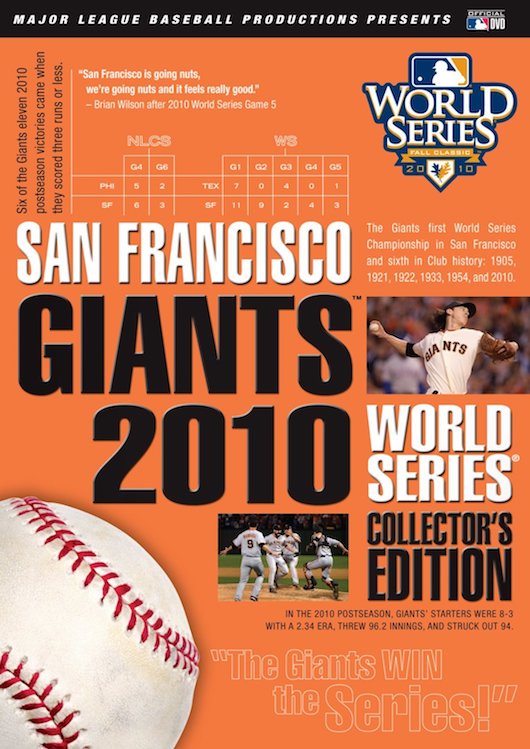 MAJOR LEAGUE BASEBALL PRODUCTIONS PRESENTS
OFFICIAL
DVD
Six of the Giants eleven 2010
postseason victories came when
they scored three runs or less.
“San Francisco is going nuts,
we’re going nuts and it feels really good.”
– Brian Wilson after 2010 World Series Game 5
NLCS WS
G4 G6 G1 G2 G3 G4 G5
PHI 5 2 TEX 7 0 4 0 1
SF 6 3 SF 11 9 2 4 3
WORLD
SERIES
FALL CLASSIC
2010
The Giants first World Series
Championship in San Francisco
and sixth in Club history: 1905,
1921, 1922, 1933, 1954, and 2010.
SAN FRANCISCO
GIANTS™
2010
GIANTS
WORLD
SERIES®
COLLECTOR’S
EDITION
9
IN THE 2010 POSTSEASON, GIANTS’ STARTERS WERE 8-3
WITH A 2.34 ERA, THREW 96.2 INNINGS, AND STRUCK OUT 94.
“The Giants WIN
the Series!”